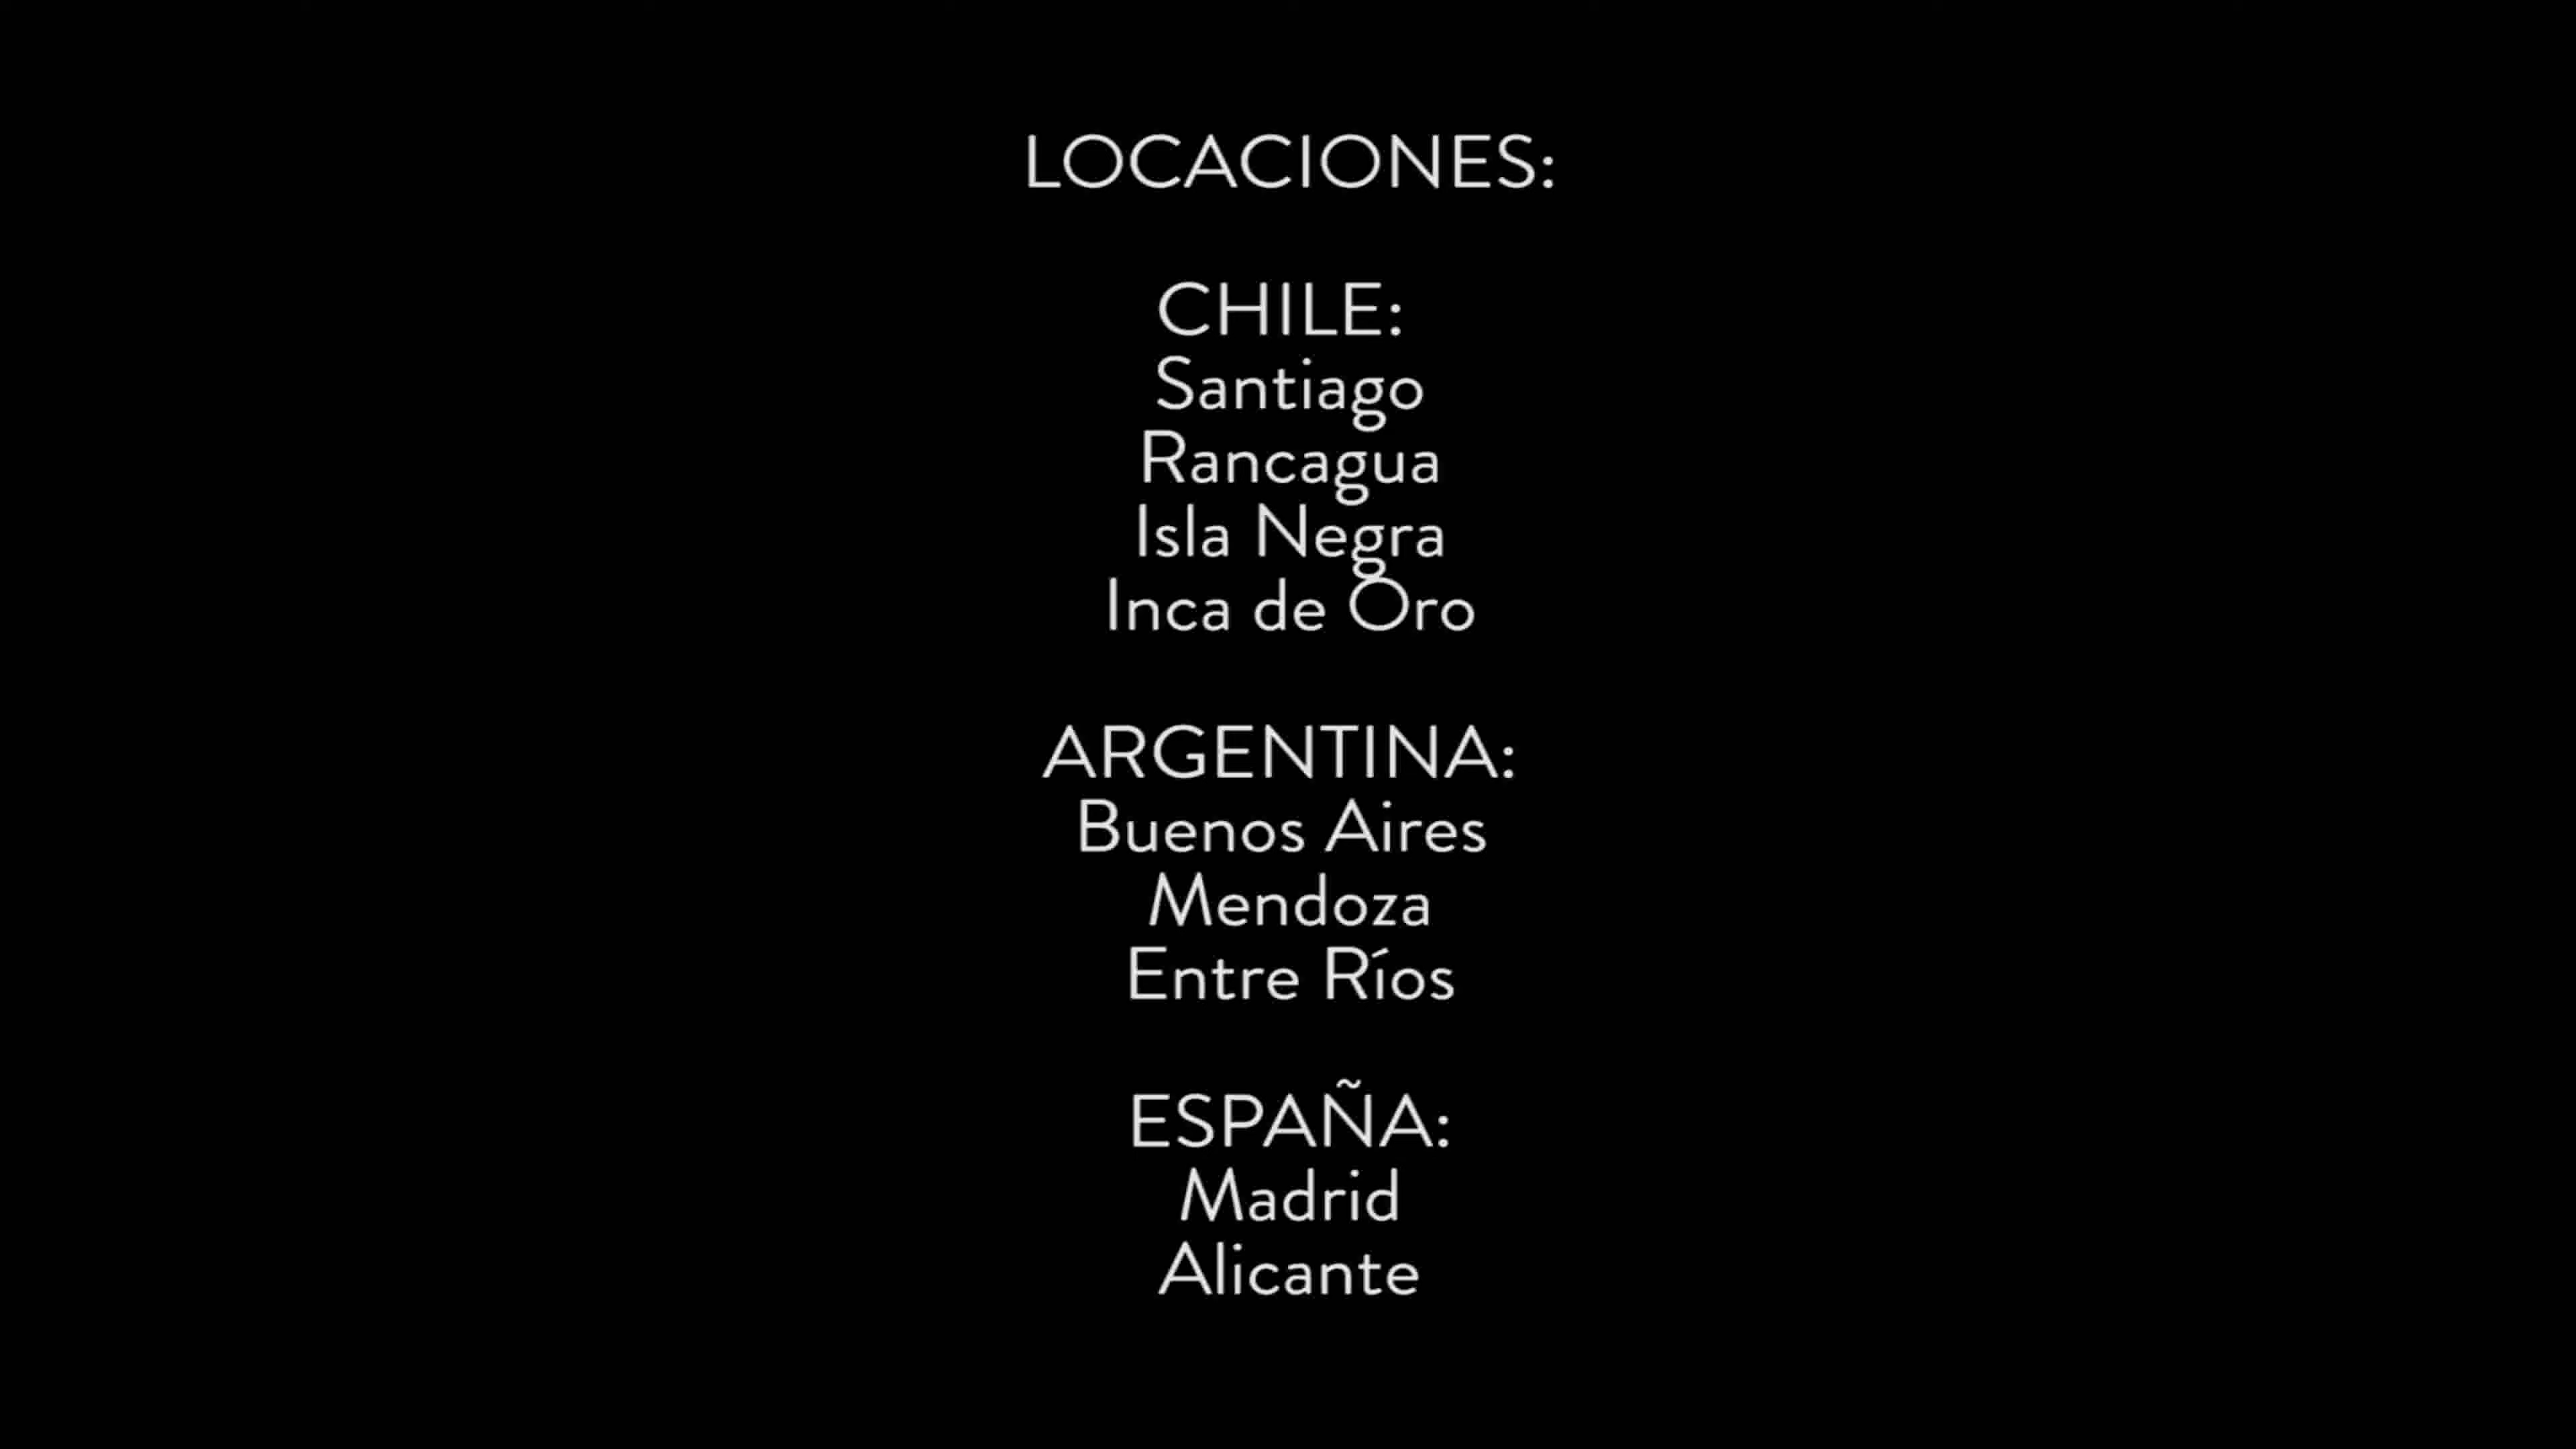 LOCACIONES:
CHILE:
Santiago
Rancagua
Isla Negra
Inca de Oro
ARGENTINA:
Buenos Aires
Mendoza
Entre Ríos
ESPAÑA:
Madrid
Alicante